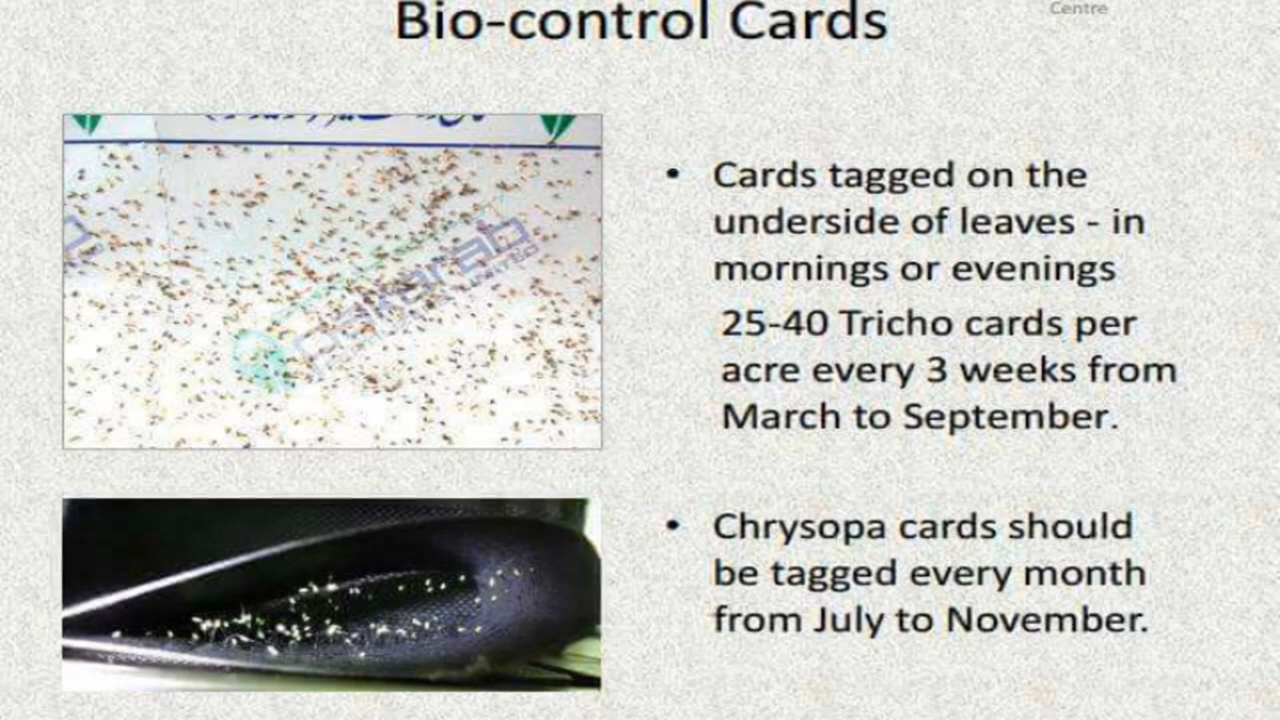 Centre
Bio-control Cards
• Cards tagged on the
underside of leaves - in
mornings or evenings
25-40 Tricho cards per
acre every 3 weeks from
March to September.
• Chrysopa cards should
be tagged every month
from July to November.